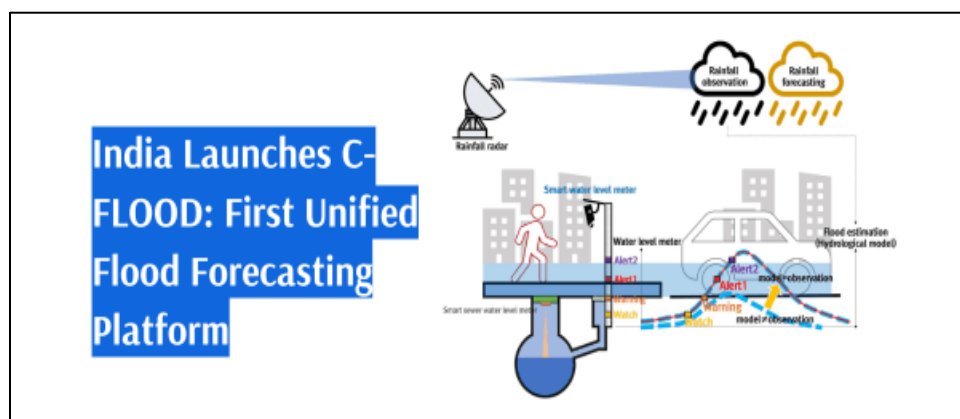 India Launches C-
FLOOD: First Unified
Flood Forecasting
Platform
Rainfall
observation
Rainfall
forecasting
Rainfall radar
Smart water level meter
Water level meter
Flood estimation
(Hydrological model)
Alert2
Alert1
Warning
Watch
Smart sewer water level meter
Alert2
model=observation
Alert1
Warning
model≠observation
Watch